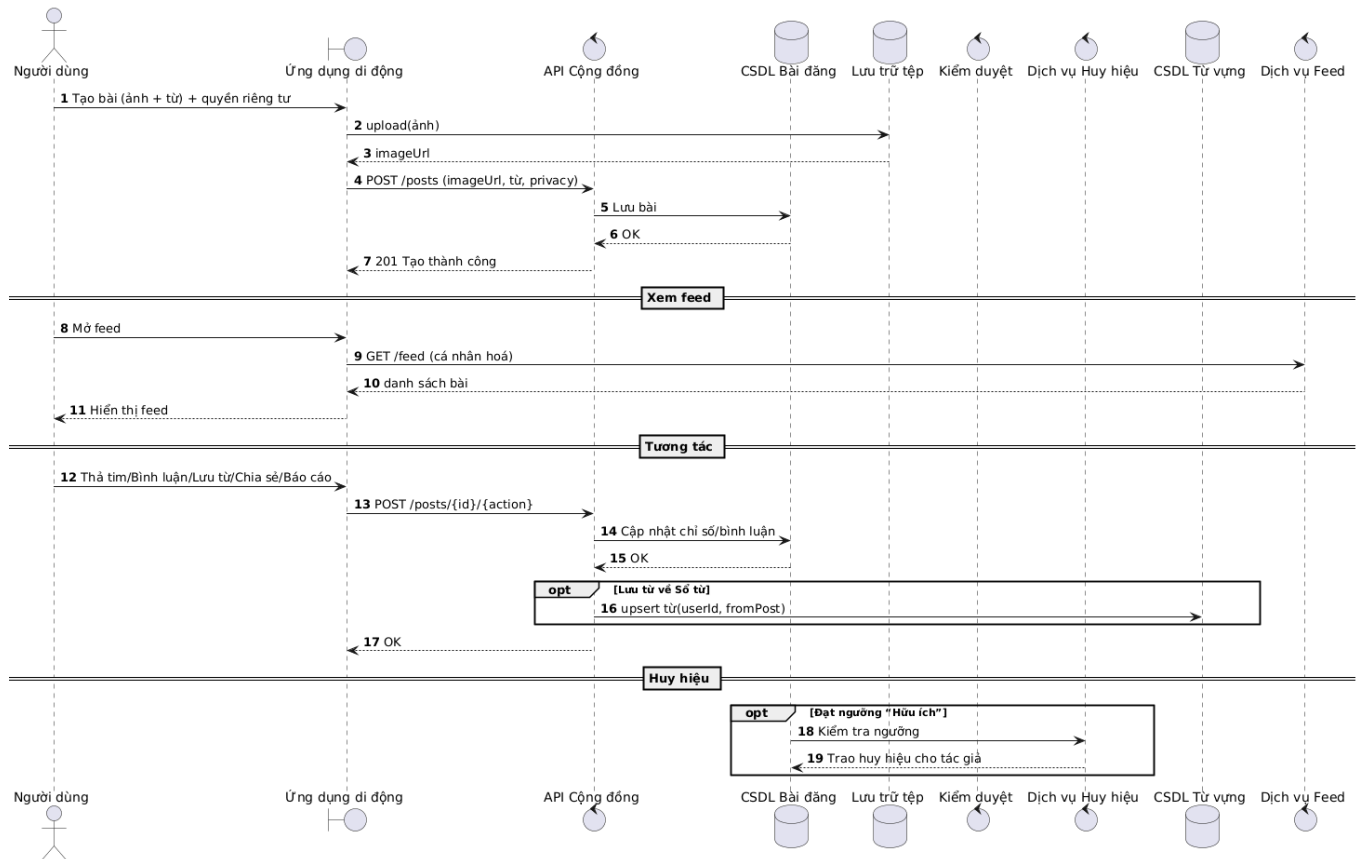 Người dùng
Ứng dụng di động
API Cộng đồng
CSDL Bài đăng
Lưu trữ tệp
Kiểm duyệt
Dịch vụ Huy hiệu
CSDL Từ vựng
Dịch vụ Feed
1 Tạo bài (ảnh + từ) + quyền riêng tư
2 upload(ảnh)
3 imageUrl
4 POST /posts (imageUrl, từ, privacy)
5 Lưu bài
6 OK
7 201 Tạo thành công
Xem feed
8 Mở feed
9 GET /feed (cá nhân hoá)
10 danh sách bài
11 Hiển thị feed
Tương tác
12 Thả tim/Bình luận/Lưu từ/Chia sẻ/Báo cáo
13 POST /posts/{id}/{action}
14 Cập nhật chỉ số/bình luận
15 OK
opt [Lưu từ về Sổ từ]
16 upsert từ(userId, fromPost)
17 OK
Huy hiệu
opt [Đạt ngưỡng “Hữu ích”]
18 Kiểm tra ngưỡng
19 Trao huy hiệu cho tác giả
Người dùng
Ứng dụng di động
API Cộng đồng
CSDL Bài đăng
Lưu trữ tệp
Kiểm duyệt
Dịch vụ Huy hiệu
CSDL Từ vựng
Dịch vụ Feed